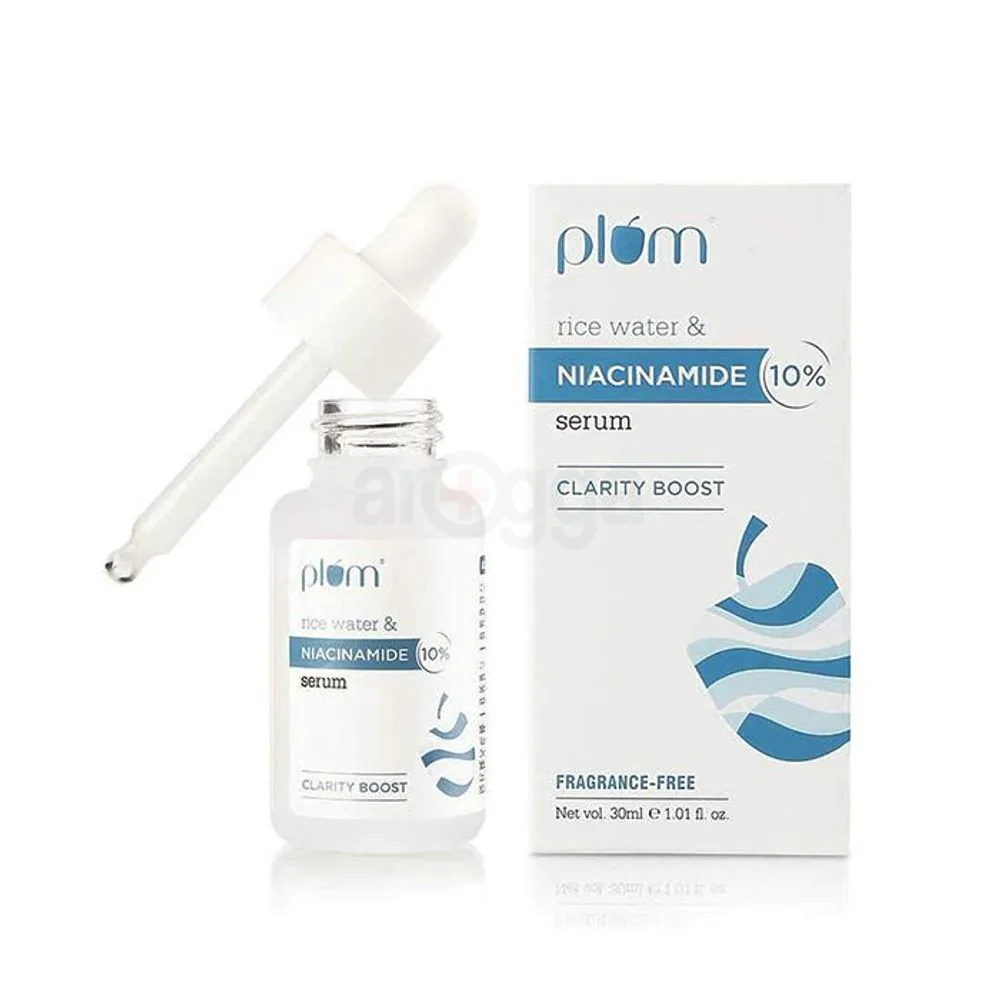 plum
rice water &
NIACINAMIDE 10%
serum
CLARITY BOOST
FRAGRANCE-FREE
Net vol. 30ml e 1.01 fl. oz.
plum
rice water &
NIACINAMIDE 10%
serum
CLARITY BOOST
arogga